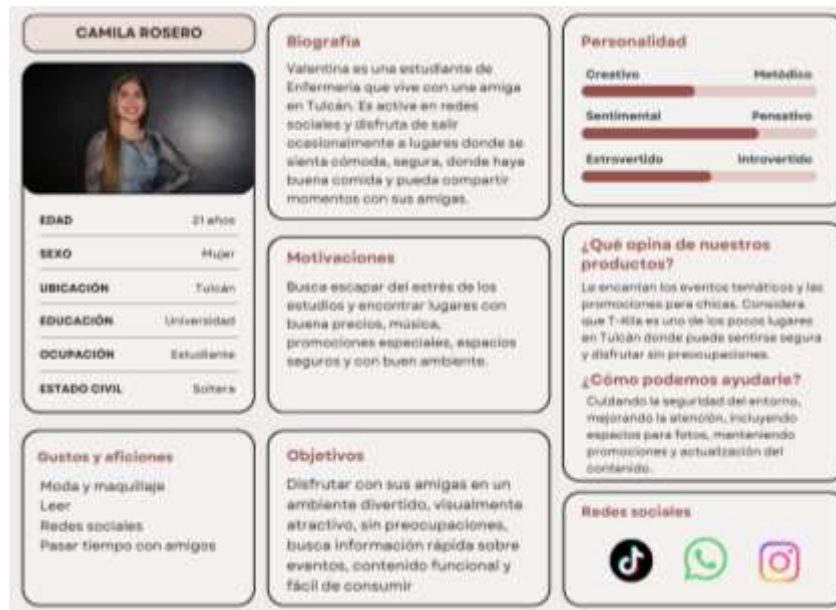 CAMILA ROSERO
EDAD 21 años
SEXO Mujer
UBICACIÓN Tulcán
EDUCACIÓN Universidad
OCUPACIÓN Estudiante
ESTADO CIVIL Soltera
Gustos y aficiones
Moda y maquillaje
Leer
Redes sociales
Pasar tiempo con amigos
Biografía
Valentina es una estudiante de
Enfermería que vive con una amiga
en Tulcán. Es activa en redes
sociales y disfruta de salir
ocasionalmente a lugares donde se
sienta cómoda, segura, donde haya
buena comida y pueda compartir
momentos con sus amigas.
Motivaciones
Busca escapar del estrés de los
estudios y encontrar lugares con
buena precios, música,
promociones especiales, espacios
seguros y con buen ambiente.
Objetivos
Disfrutar con sus amigas en un
ambiente divertido, visualmente
atractivo, sin preocupaciones,
busca información rápida sobre
eventos, contenido funcional y
fácil de consumir
Personalidad
Creativo Metódico
Sentimental Pensativo
Extrovertido Introvertido
¿Qué opina de nuestros
productos?
Le encantan los eventos temáticos y las
promociones para chicas. Considera
que T-Kila es uno de los pocos lugares
en Tulcán donde puede sentirse segura
y disfrutar sin preocupaciones.
¿Cómo podemos ayudarle?
Cuidando la seguridad del entorno,
mejorando la atención, incluyendo
espacios para fotos, manteniendo
promociones y actualización del
contenido.
Redes sociales